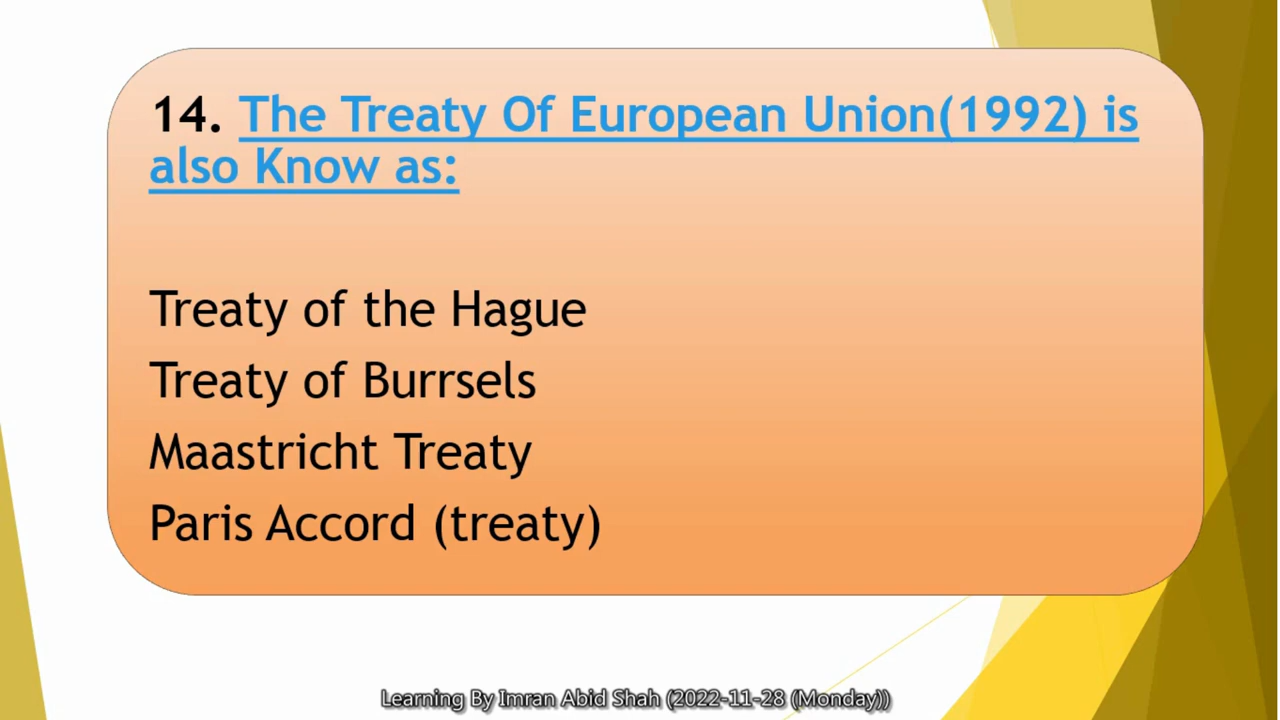 14. The Treaty Of European Union(1992) is
also Know as:
Treaty of the Hague
Treaty of Burrsels
Maastricht Treaty
Paris Accord (treaty)
Learning By Imran Abid Shah (2022-11-28 (Monday))